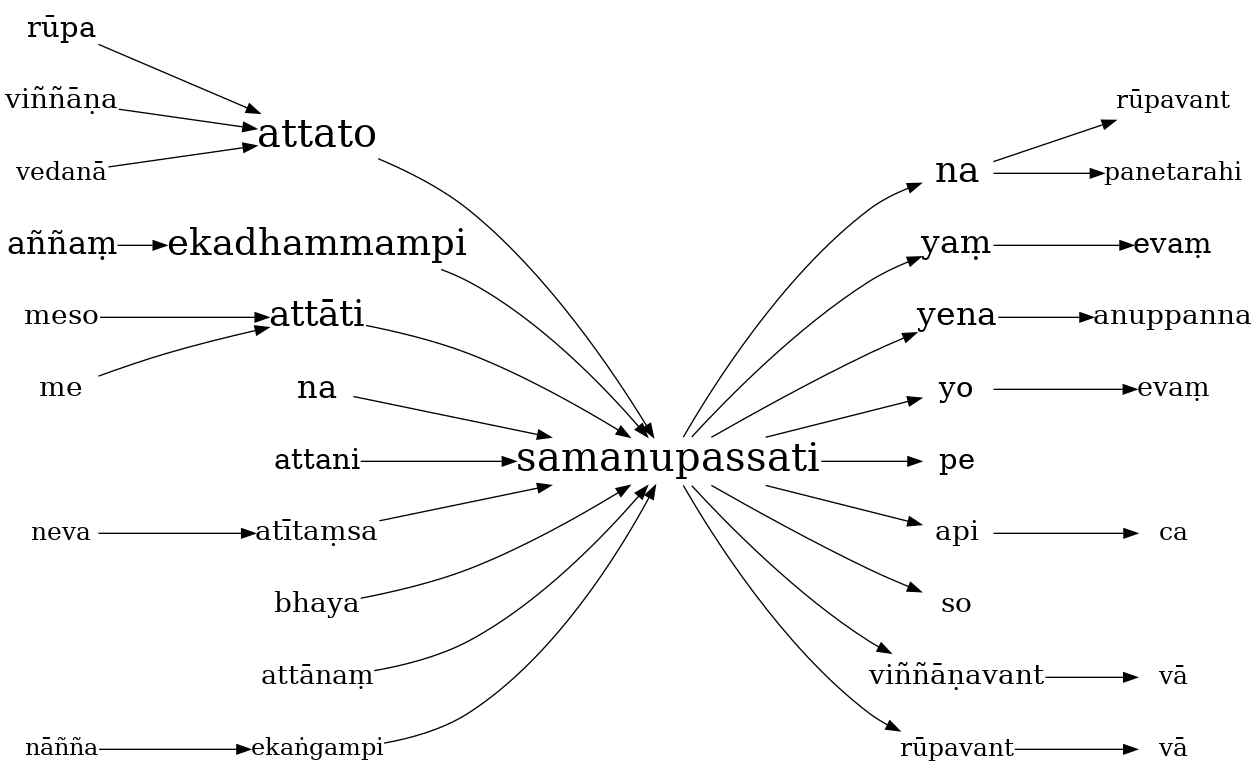 rūpa
viññāṇa
vedanā
aññaṃ
meso
me
neva
nāñña
attato
ekadhammampi
attāti
na
attani
atītaṃsa
bhaya
attānaṃ
ekaṅgampi
samanupassati
na
yaṃ
yena
yo
pe
api
so
viññāṇavant
rūpavant
rūpavant
panetarahi
evaṃ
anuppanna
evaṃ
ca
vā
vā